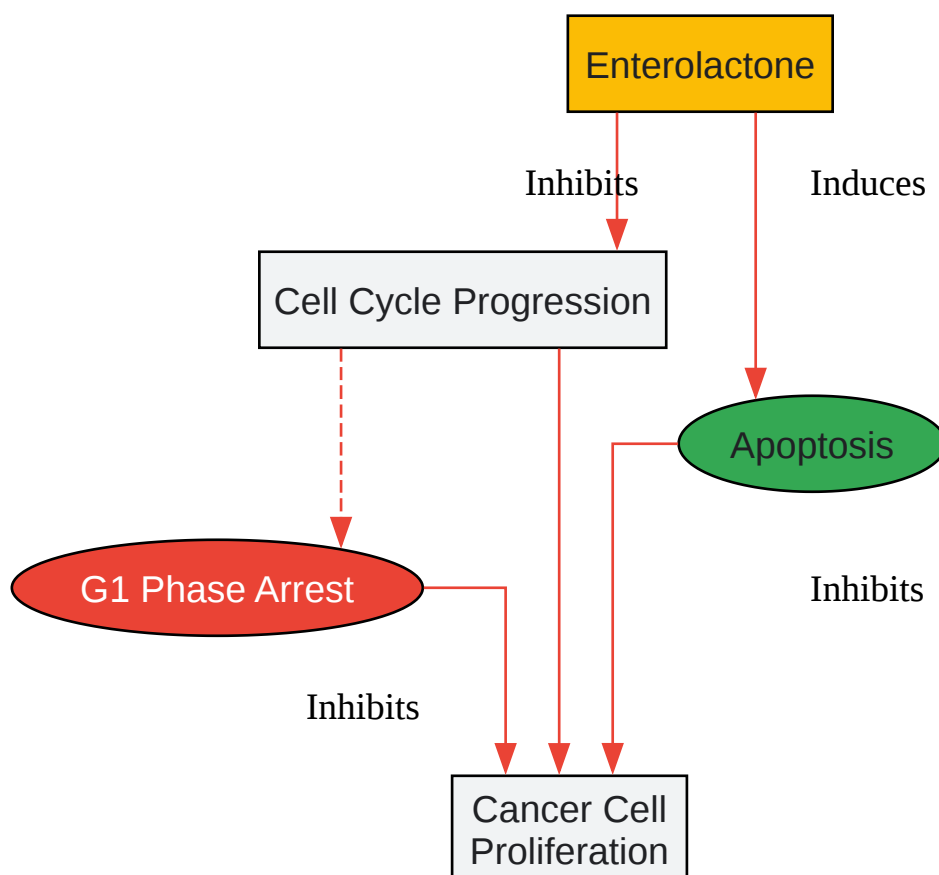 Enterolactone
Inhibits
Induces
Cell Cycle Progression
Apoptosis
G1 Phase Arrest
Inhibits
Inhibits
Cancer Cell
Proliferation